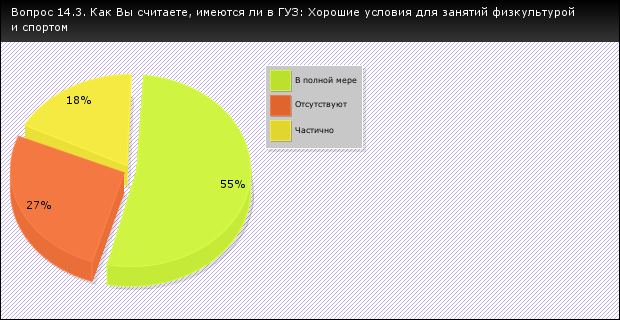 Вопрос 14.3. Как Вы считаете, имеются ли в ГУЗ: Хорошие условия для занятий физкультурой
и спортом
В полной мере
Отсутствуют
Частично
18%
55%
27%